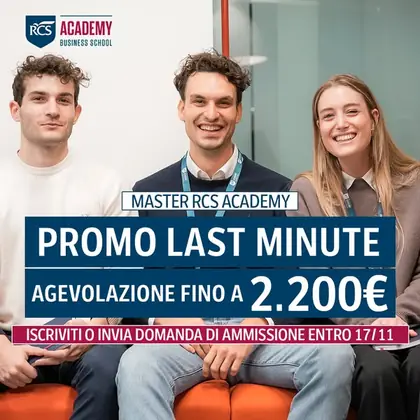 RCS ACADEMY
BUSINESS SCHOOL
MASTER RCS ACADEMY
PROMO LAST MINUTE
AGEVOLAZIONE FINO A 2.200€
ISCRIVITI O INVIA DOMANDA DI AMMISSIONE ENTRO 17/11